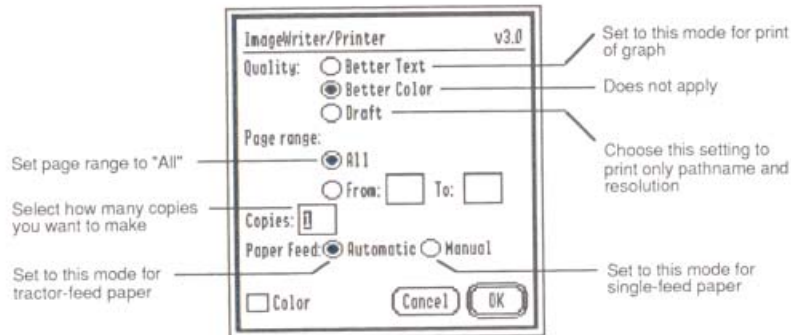 ImageWriter/Printer v3.0
Quality: Better Text
Better Color
Draft
Page range:
All
From: To:
Copies: 1
Paper Feed: Automatic Manual
Color Cancel OK
Set page range to "All"
Select how many copies
you want to make
Set to this mode for
tractor-feed paper
Set to this mode for print
of graph
Does not apply
Choose this setting to
print only pathname and
resolution
Set to this mode for
single-feed paper